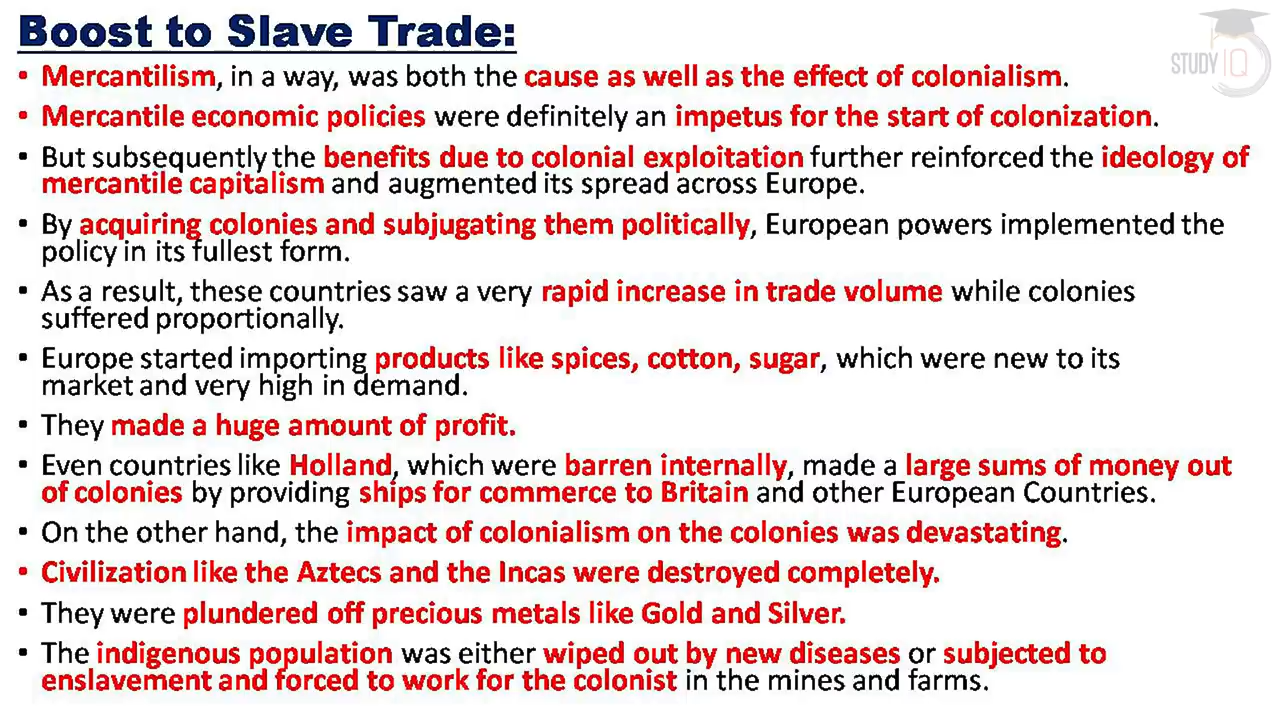 Boost to Slave Trade:
STUDY IQ
• Mercantilism, in a way, was both the cause as well as the effect of colonialism.
• Mercantile economic policies were definitely an impetus for the start of colonization.
• But subsequently the benefits due to colonial exploitation further reinforced the ideology of
mercantile capitalism and augmented its spread across Europe.
• By acquiring colonies and subjugating them politically, European powers implemented the
policy in its fullest form.
• As a result, these countries saw a very rapid increase in trade volume while colonies
suffered proportionally.
• Europe started importing products like spices, cotton, sugar, which were new to its
market and very high in demand.
• They made a huge amount of profit.
• Even countries like Holland, which were barren internally, made a large sums of money out
of colonies by providing ships for commerce to Britain and other European Countries.
• On the other hand, the impact of colonialism on the colonies was devastating.
• Civilization like the Aztecs and the Incas were destroyed completely.
• They were plundered off precious metals like Gold and Silver.
• The indigenous population was either wiped out by new diseases or subjected to
enslavement and forced to work for the colonist in the mines and farms.